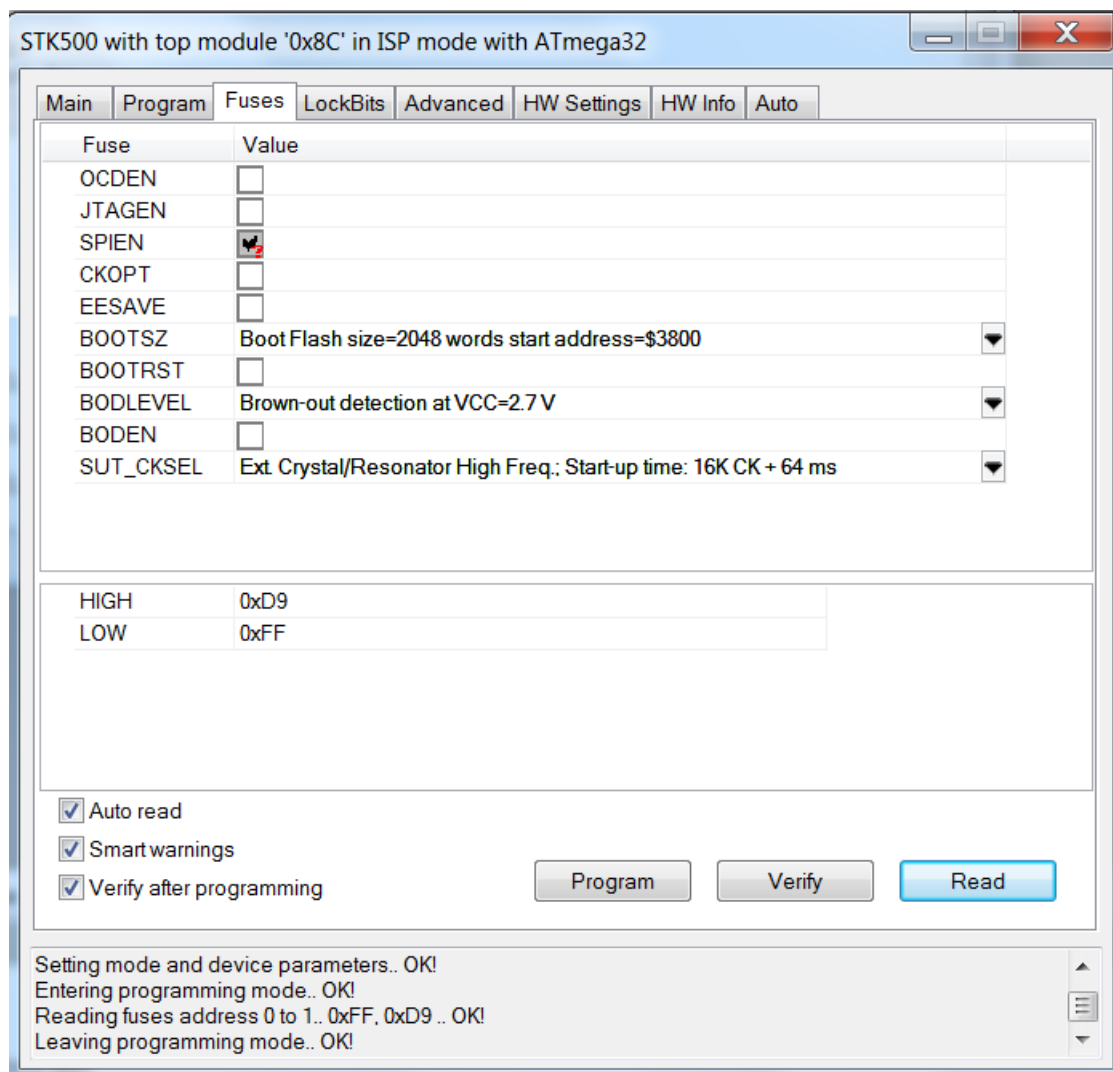 STK500 with top module '0x8C' in ISP mode with ATmega32
Main Program Fuses LockBits Advanced HW Settings HW Info Auto
Fuse Value
OCDEN
JTAGEN
SPIEN
CKOPT
EESAVE
BOOTSZ Boot Flash size=2048 words start address=$3800
BOOTRST
BODLEVEL Brown-out detection at VCC=2.7 V
BODEN
SUT_CKSEL Ext. Crystal/Resonator High Freq.; Start-up time: 16K CK + 64 ms
HIGH 0xD9
LOW 0xFF
Auto read
Smart warnings
Verify after programming
Program Verify Read
Setting mode and device parameters.. OK!
Entering programming mode.. OK!
Reading fuses address 0 to 1.. 0xFF, 0xD9 .. OK!
Leaving programming mode.. OK!